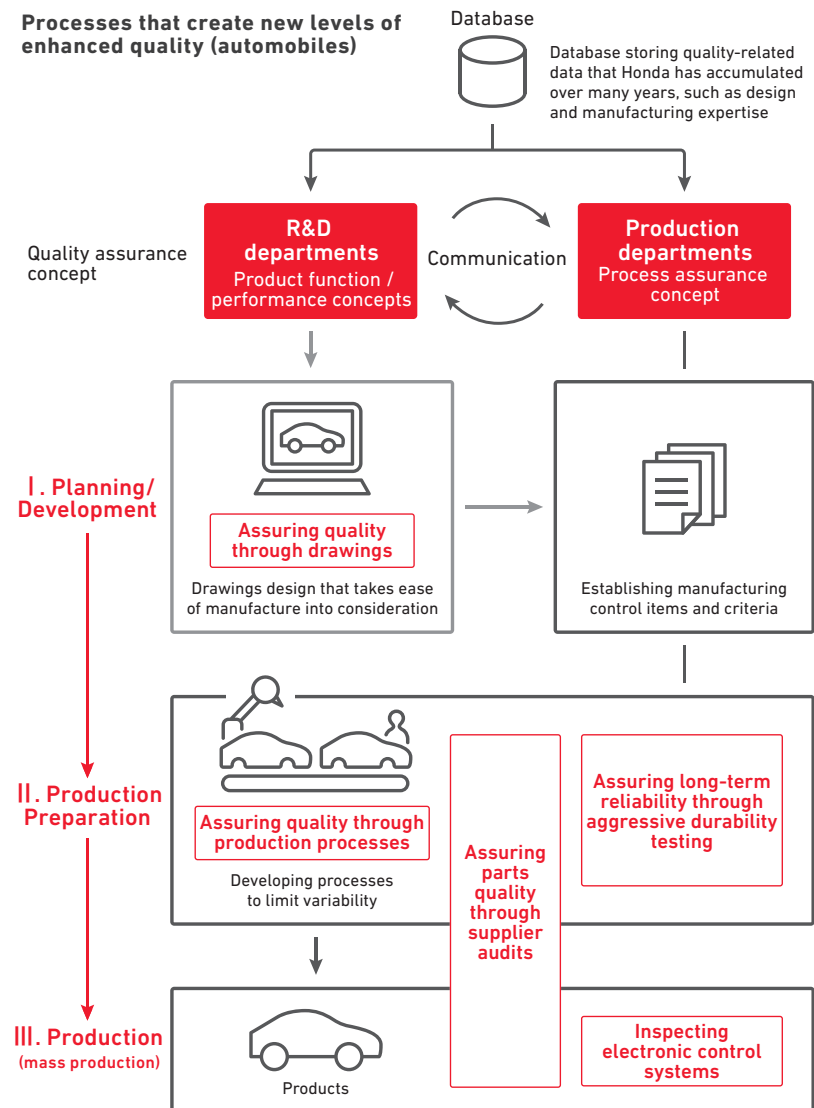 Processes that create new levels of
enhanced quality (automobiles)
Database
Database storing quality-related
data that Honda has accumulated
over many years, such as design
and manufacturing expertise
Quality assurance
concept
R&D
departments
Product function /
performance concepts
Communication
Production
departments
Process assurance
concept
I. Planning/
Development
Assuring quality
through drawings
Drawings design that takes ease
of manufacture into consideration
Establishing manufacturing
control items and criteria
II. Production
Preparation
Assuring quality through
production processes
Developing processes
to limit variability
Assuring
parts
quality
through
supplier
audits
Assuring long-term
reliability through
aggressive durability
testing
III. Production
(mass production)
Products
Inspecting
electronic control
systems